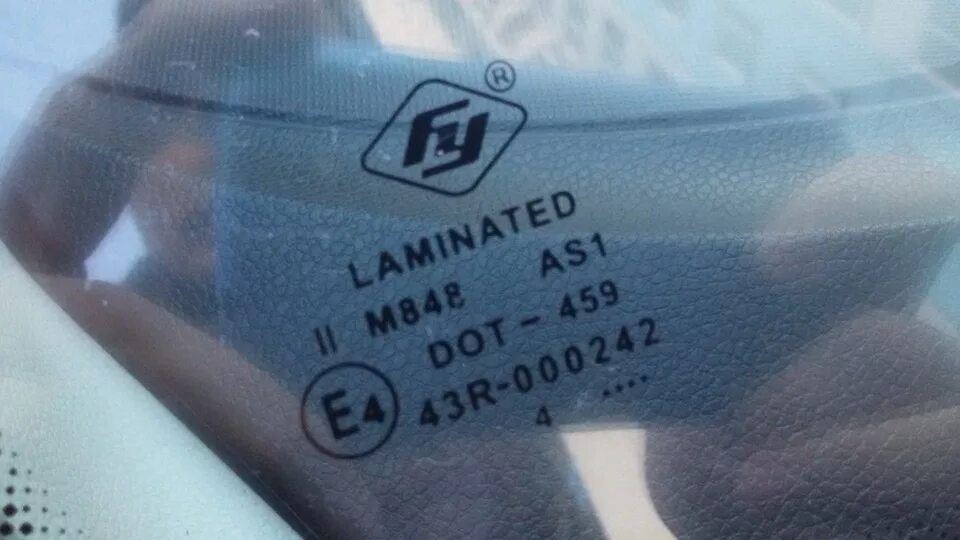 FY ®
LAMINATED
II M848 AS1
DOT - 459
E4 43R-000242
4 ....